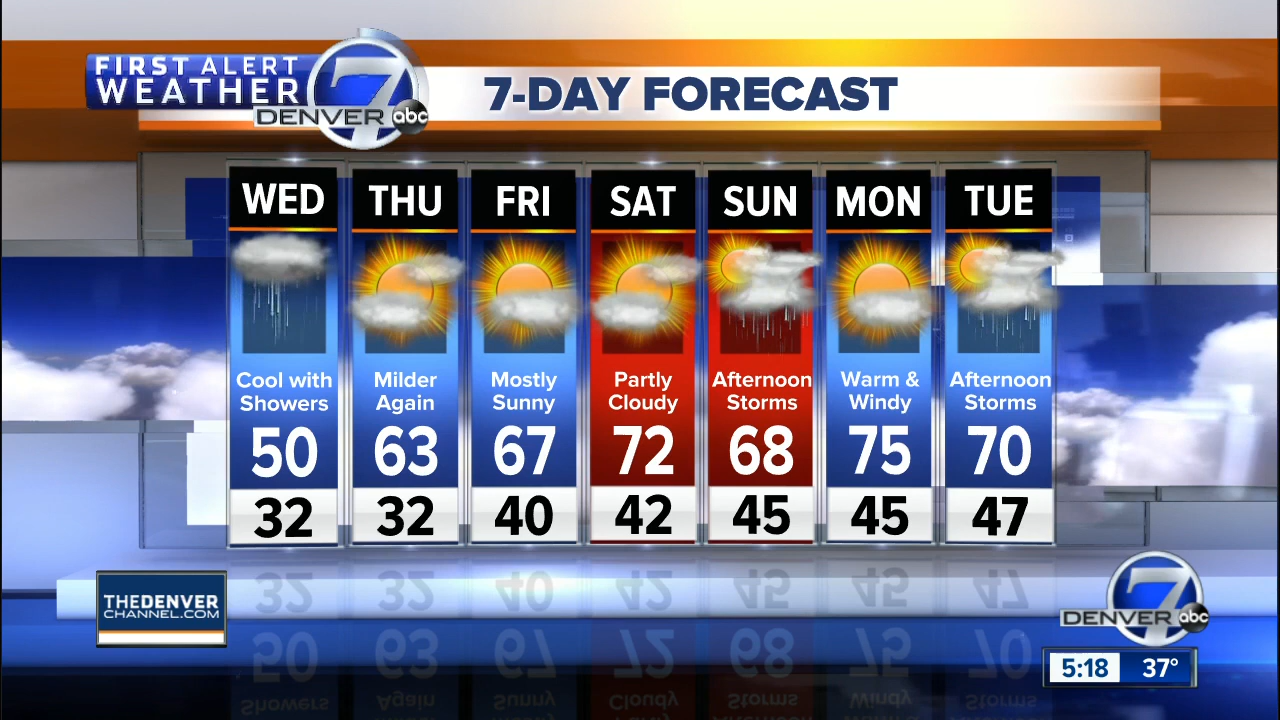 FIRST ALERT
WEATHER
7
DENVER abc
7-DAY FORECAST
WED THU FRI SAT SUN MON TUE
Cool with Milder Mostly Partly Afternoon Warm & Afternoon
Showers Again Sunny Cloudy Storms Windy Storms
50 63 67 72 68 75 70
32 32 40 42 45 45 47
THEDENVER
CHANNEL.COM
7
DENVER abc
5:18 37°